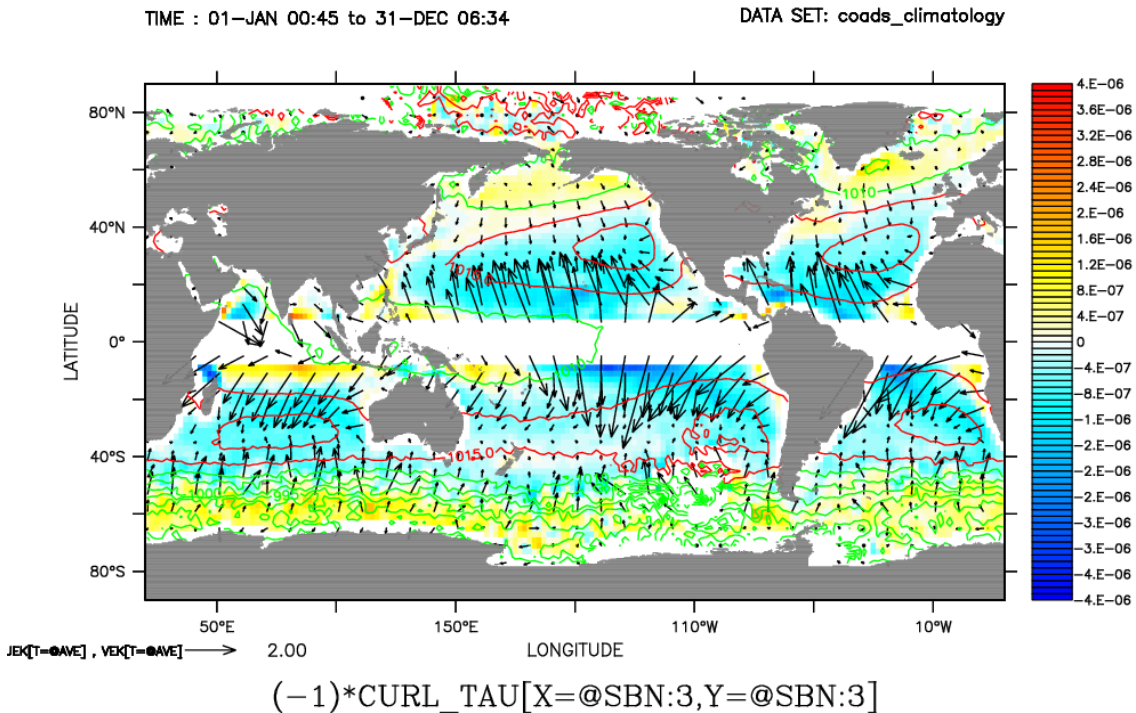 TIME : 01-JAN 00:45 to 31-DEC 06:34
DATA SET: coads_climatology
80°N
40°N
0°
40°S
80°S
LATITUDE
50°E
150°E
110°W
10°W
LONGITUDE
1010
1015.0
4.E-06
3.6E-06
3.2E-06
2.8E-06
2.4E-06
2.E-06
1.6E-06
1.2E-06
8.E-07
4.E-07
0
-4.E-07
-8.E-07
-1.E-06
-2.E-06
-2.E-06
-2.E-06
-3.E-06
-3.E-06
-4.E-06
-4.E-06
JEK[T=@AVE] , VEK[T=@AVE] 2.00
(-1)*CURL_TAU[X=@SBN:3,Y=@SBN:3]